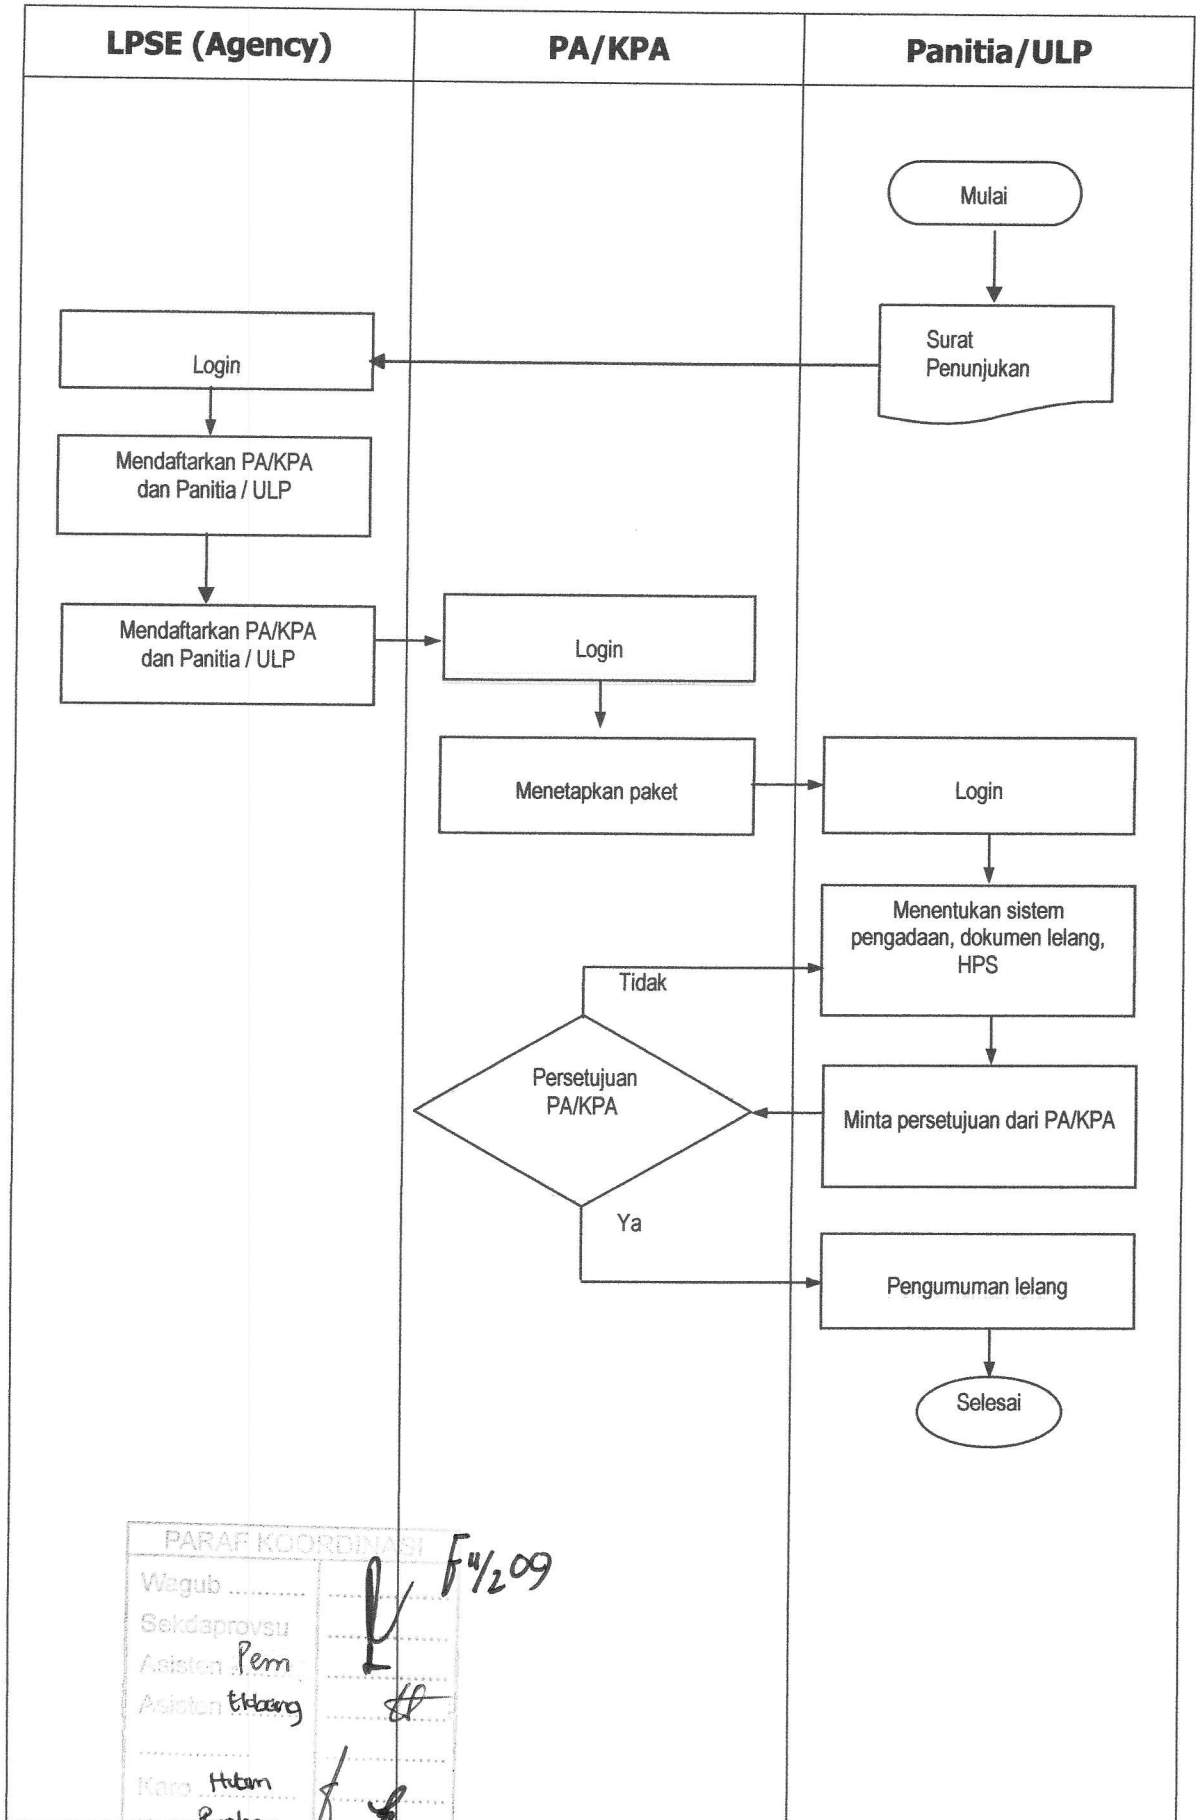 LPSE (Agency)
PA/KPA
Panitia/ULP
Mulai
Surat
Penunjukan
Login
Mendaftarkan PA/KPA
dan Panitia / ULP
Mendaftarkan PA/KPA
dan Panitia / ULP
Login
Menetapkan paket
Login
Menentukan sistem
pengadaan, dokumen lelang,
HPS
Tidak
Persetujuan
PA/KPA
Minta persetujuan dari PA/KPA
Ya
Pengumuman lelang
Selesai
PARAF KOORDINASI
Wagub ...........
Sekdaprovsu
Asisten Pem
Asisten
Karo